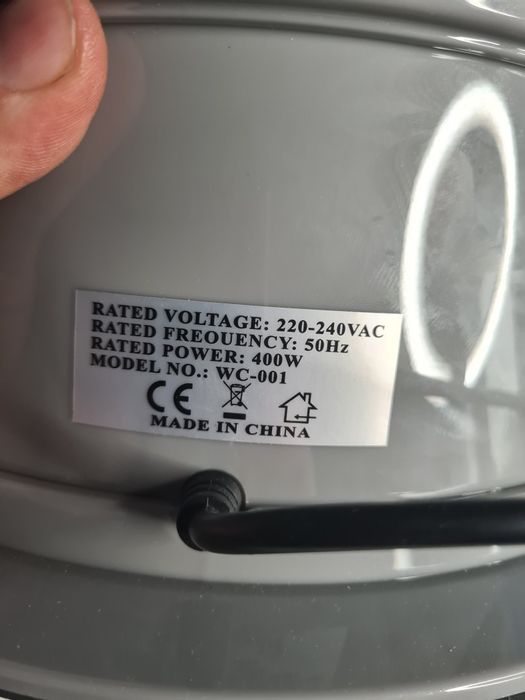 RATED VOLTAGE: 220-240VAC
RATED FREOUENCY: 50Hz
RATED POWER: 400W
MODEL NO.: WC-001
CE
MADE IN CHINA